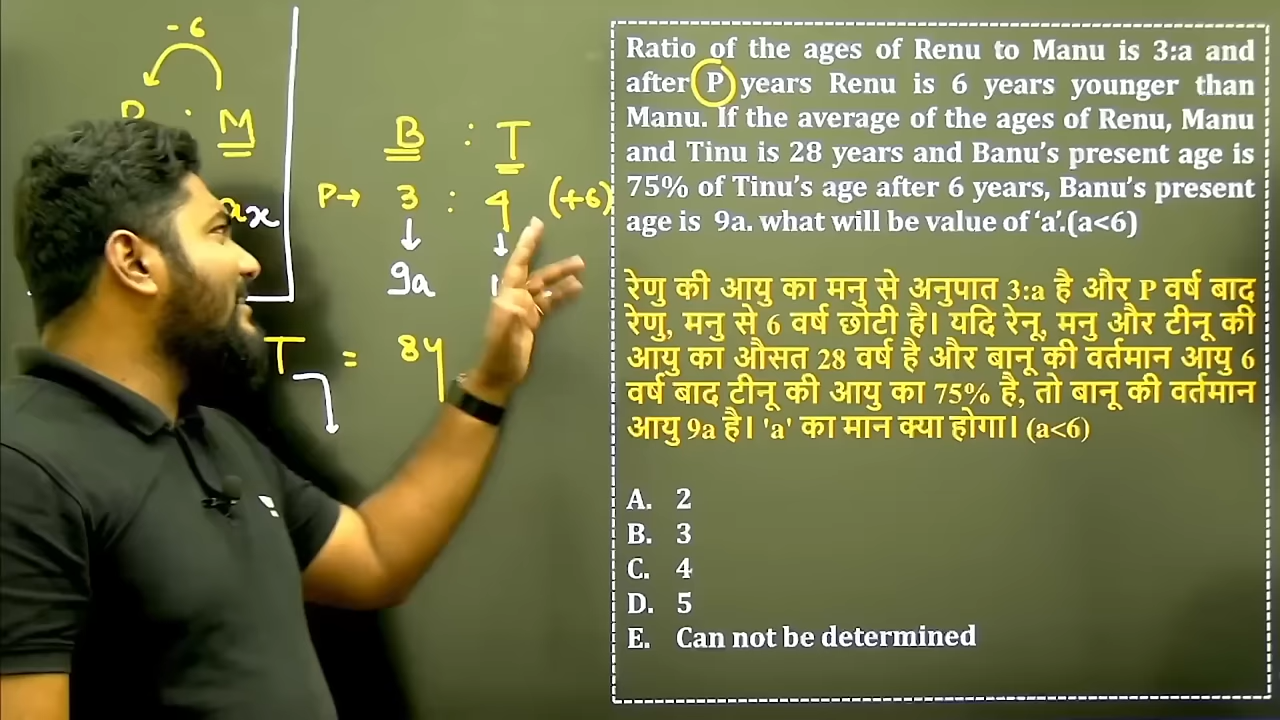 -6
M
ax
B : T
P→ 3 : 4 (+6)
9a
T = 84
Ratio of the ages of Renu to Manu is 3:a and
after P years Renu is 6 years younger than
Manu. If the average of the ages of Renu, Manu
and Tinu is 28 years and Banu's present age is
75% of Tinu's age after 6 years, Banu's present
age is 9a. what will be value of 'a'.(a<6)
रेणु की आयु का मनु से अनुपात 3:a है और P वर्ष बाद
रेणु, मनु से 6 वर्ष छोटी है। यदि रेनू, मनु और टीनू की
आयु का औसत 28 वर्ष है और बानू की वर्तमान आयु 6
वर्ष बाद टीनू की आयु का 75% है, तो बानू की वर्तमान
आयु 9a है। 'a' का मान क्या होगा। (a<6)
A. 2
B. 3
C. 4
D. 5
E. Can not be determined